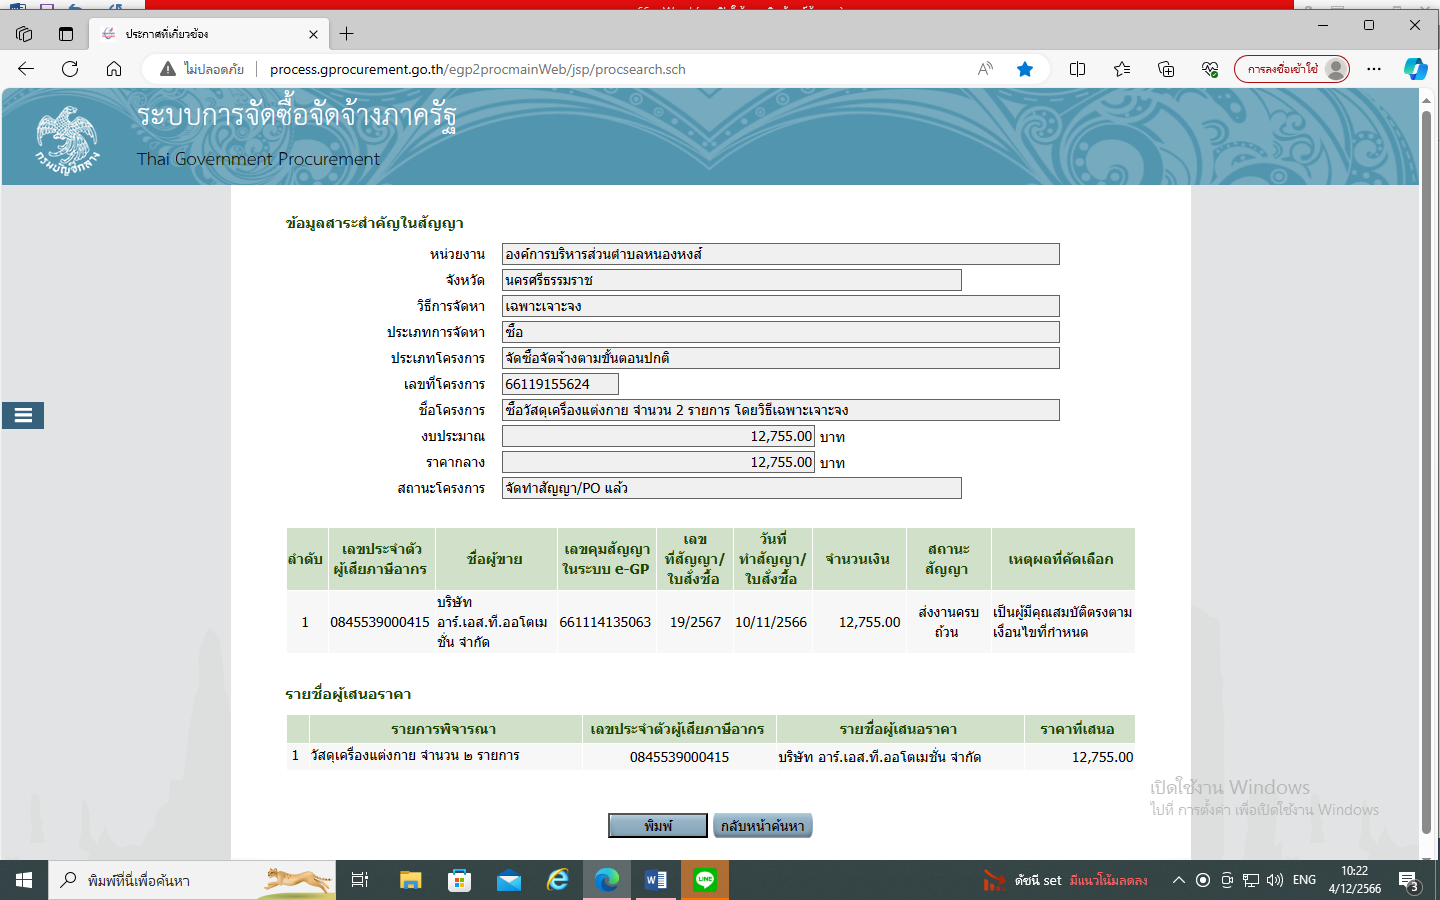 ประกาศที่เกี่ยวข้อง
ไม่ปลอดภัย
process.gprocurement.go.th/egp2procmainWeb/jsp/procsearch.sch
การลงชื่อเข้าใช้
ระบบการจัดซื้อจัดจ้างภาครัฐ
Thai Government Procurement
กรมบัญชีกลาง
ข้อมูลสาระสำคัญในสัญญา
หน่วยงาน องค์การบริหารส่วนตำบลหนองหงส์
จังหวัด นครศรีธรรมราช
วิธีการจัดหา เฉพาะเจาะจง
ประเภทการจัดหา ซื้อ
ประเภทโครงการ จัดซื้อจัดจ้างตามขั้นตอนปกติ
เลขที่โครงการ 66119155624
ชื่อโครงการ ซื้อวัสดุเครื่องแต่งกาย จำนวน 2 รายการ โดยวิธีเฉพาะเจาะจง
งบประมาณ 12,755.00 บาท
ราคากลาง 12,755.00 บาท
สถานะโครงการ จัดทำสัญญา/PO แล้ว
ลำดับ
เลขประจำตัว
ผู้เสียภาษีอากร
ชื่อผู้ขาย
เลขคุมสัญญา
ในระบบ e-GP
เลข
ที่สัญญา/
ใบสั่งซื้อ
วันที่
ทำสัญญา/
ใบสั่งซื้อ
จำนวนเงิน
สถานะ
สัญญา
เหตุผลที่คัดเลือก
1
0845539000415
บริษัท
อาร์.เอส.ที.ออโตเม
ชั่น จำกัด
661114135063
19/2567
10/11/2566
12,755.00
ส่งงานครบ
ถ้วน
เป็นผู้มีคุณสมบัติตรงตาม
เงื่อนไขที่กำหนด
รายชื่อผู้เสนอราคา
รายการพิจารณา เลขประจำตัวผู้เสียภาษีอากร รายชื่อผู้เสนอราคา ราคาที่เสนอ
1 วัสดุเครื่องแต่งกาย จำนวน ๒ รายการ 0845539000415 บริษัท อาร์.เอส.ที.ออโตเมชั่น จำกัด 12,755.00
เปิดใช้งาน Windows
ไปที่ การตั้งค่า เพื่อเปิดใช้งาน Windows
พิมพ์ กลับหน้าค้นหา
พิมพ์ที่นี่เพื่อค้นหา
LINE
ดัชนี set มีแนวโน้มลดลง
ENG
10:22
4/12/2566
3